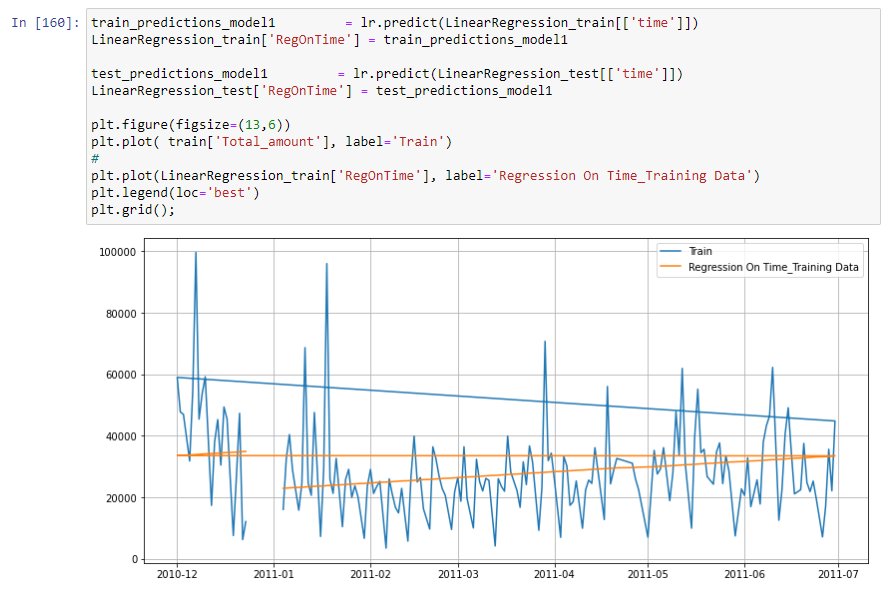 In [160]: train_predictions_model1 = lr.predict(LinearRegression_train[['time']])
LinearRegression_train['RegOnTime'] = train_predictions_model1
test_predictions_model1 = lr.predict(LinearRegression_test[['time']])
LinearRegression_test['RegOnTime'] = test_predictions_model1
plt.figure(figsize=(13,6))
plt.plot( train['Total_amount'], label='Train')
#
plt.plot(LinearRegression_train['RegOnTime'], label='Regression On Time_Training Data')
plt.legend(loc='best')
plt.grid();
Train
Regression On Time_Training Data
100000
80000
60000
40000
20000
0
2010-12 2011-01 2011-02 2011-03 2011-04 2011-05 2011-06 2011-07